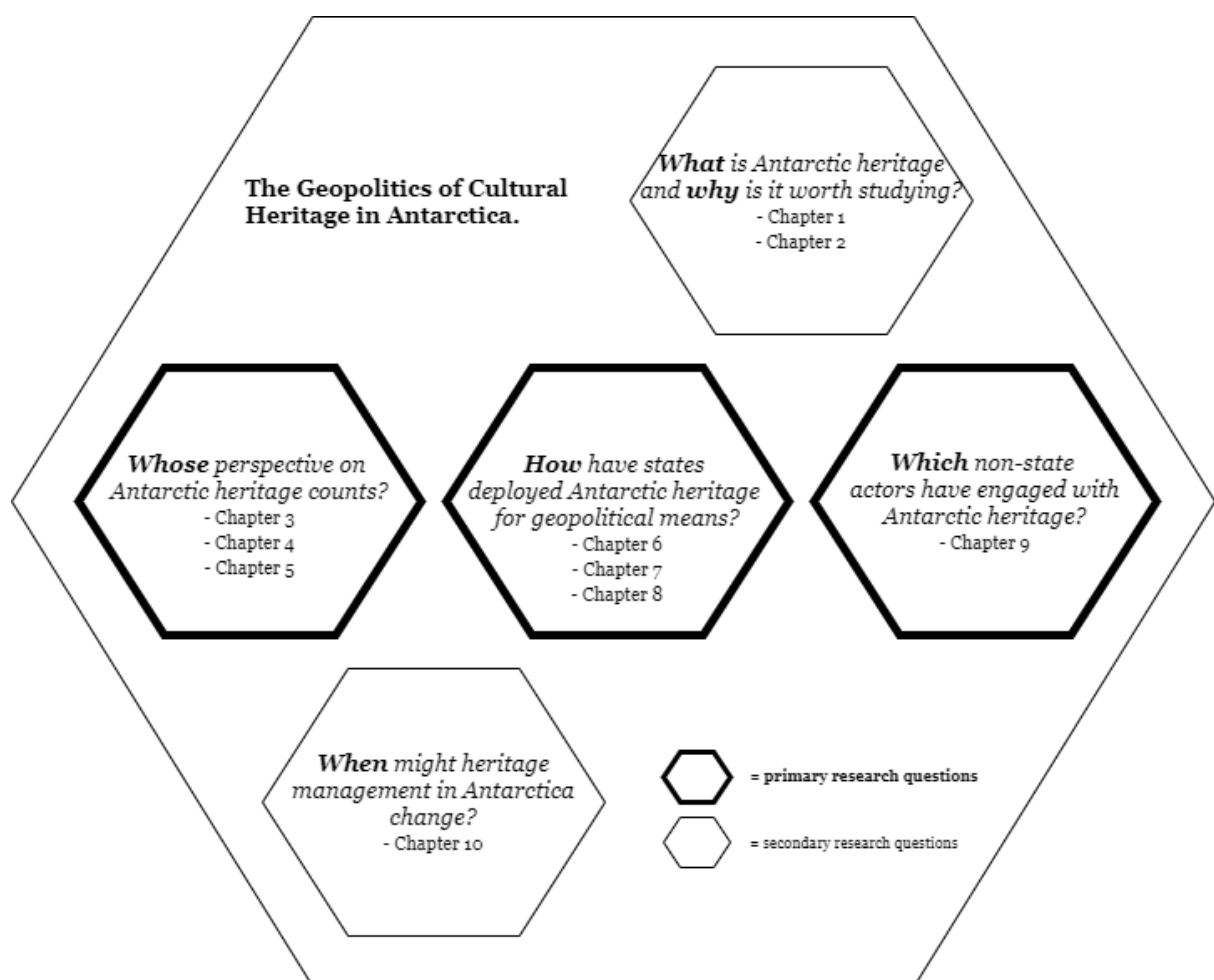 The Geopolitics of Cultural
Heritage in Antarctica.
What is Antarctic heritage
and why is it worth studying?
- Chapter 1
- Chapter 2
Whose perspective on
Antarctic heritage counts?
- Chapter 3
- Chapter 4
- Chapter 5
How have states
deployed Antarctic heritage
for geopolitical means?
- Chapter 6
- Chapter 7
- Chapter 8
Which non-state
actors have engaged with
Antarctic heritage?
- Chapter 9
When might heritage
management in Antarctica
change?
- Chapter 10
= primary research questions
= secondary research questions